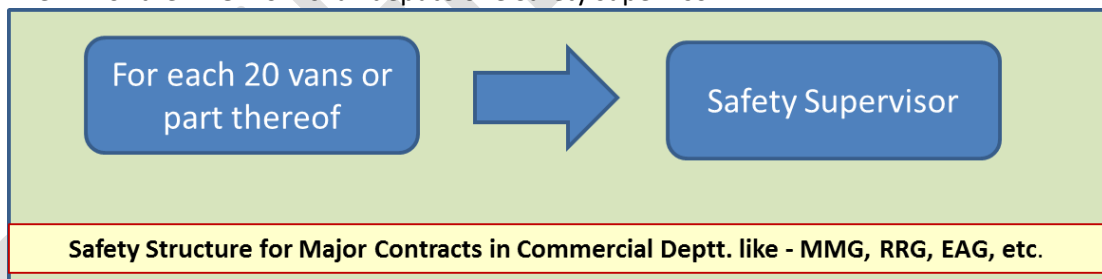 For each 20 vans or
part thereof
Safety Supervisor
Safety Structure for Major Contracts in Commercial Deptt. like - MMG, RRG, EAG, etc.